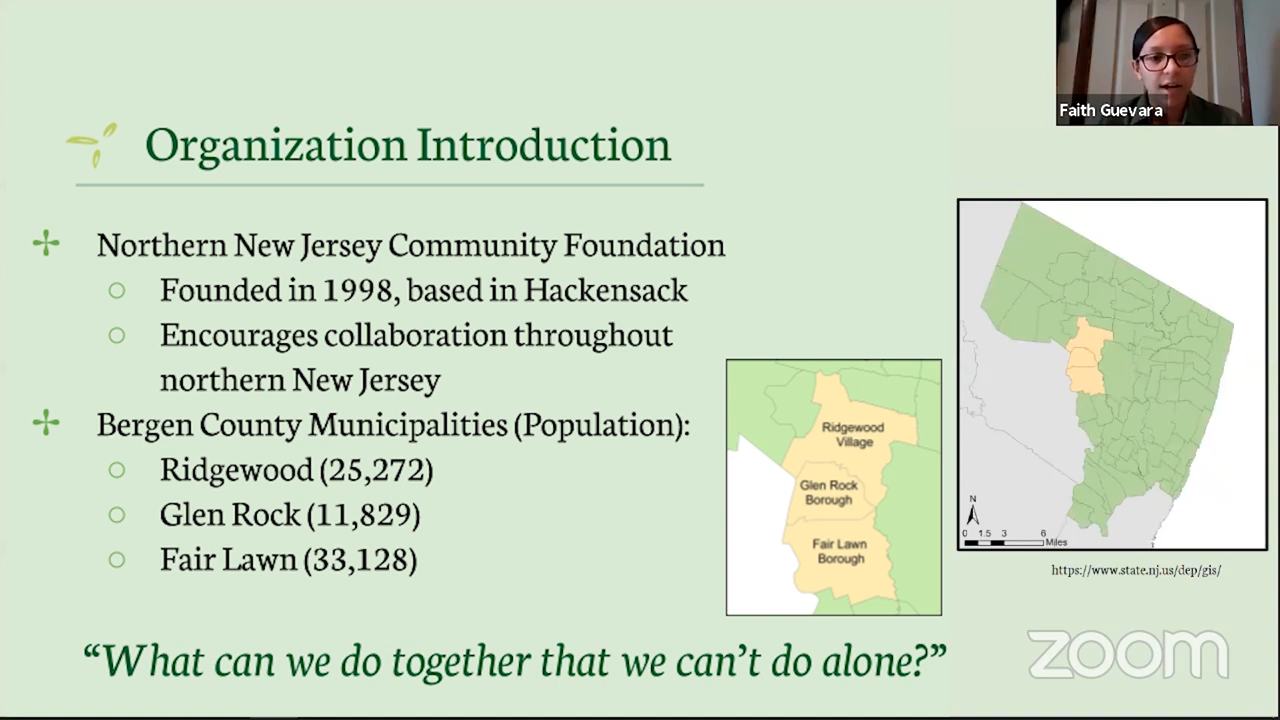 Faith Guevara
Organization Introduction
Northern New Jersey Community Foundation
Founded in 1998, based in Hackensack
Encourages collaboration throughout
northern New Jersey
Bergen County Municipalities (Population):
Ridgewood (25,272)
Glen Rock (11,829)
Fair Lawn (33,128)
Ridgewood
Village
Glen Rock
Borough
Fair Lawn
Borough
N
0 1.5 3 6
Miles
https://www.state.nj.us/dep/gis/
“What can we do together that we can’t do alone?”
zoom